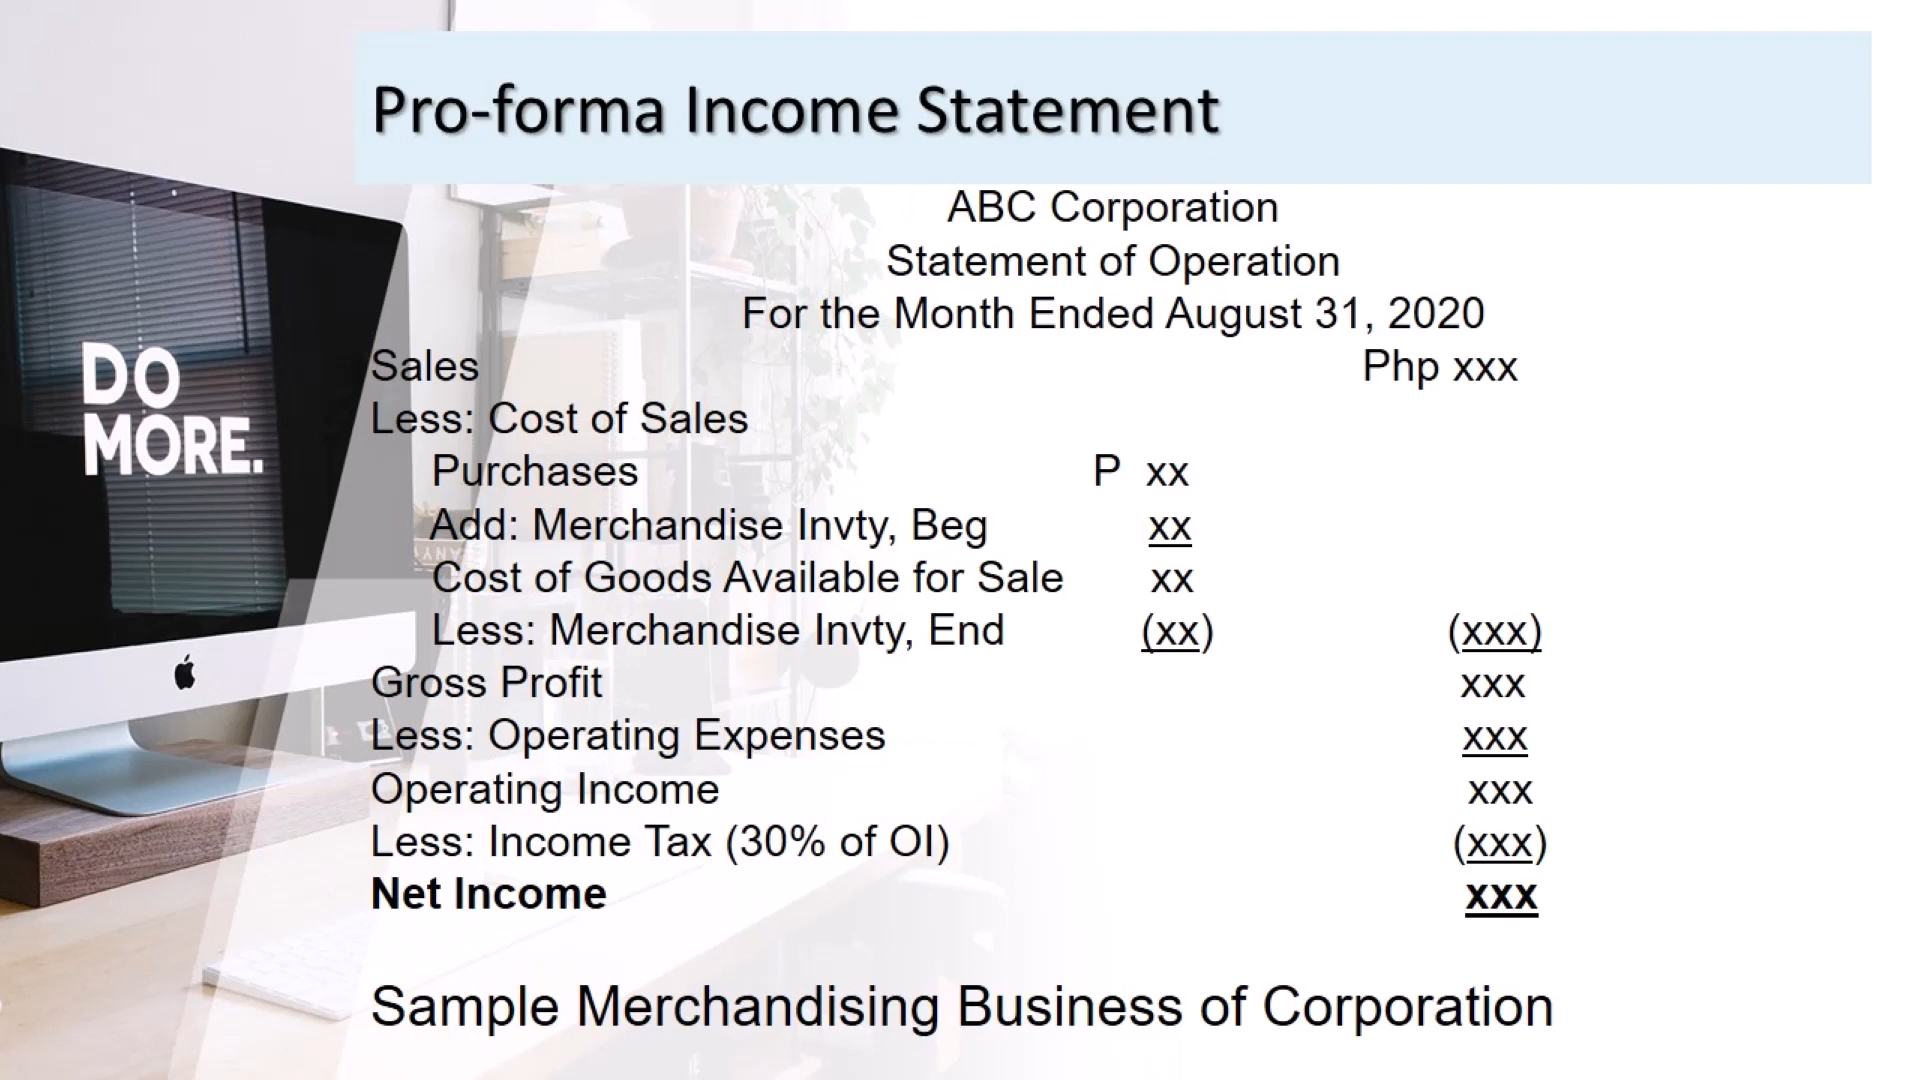 Pro-forma Income Statement
ABC Corporation
Statement of Operation
For the Month Ended August 31, 2020
Sales Php xxx
Less: Cost of Sales
Purchases P xx
Add: Merchandise Invty, Beg xx
Cost of Goods Available for Sale xx
Less: Merchandise Invty, End (xx) (xxx)
Gross Profit xxx
Less: Operating Expenses xxx
Operating Income xxx
Less: Income Tax (30% of OI) (xxx)
Net Income xxx
Sample Merchandising Business of Corporation
DO
MORE.